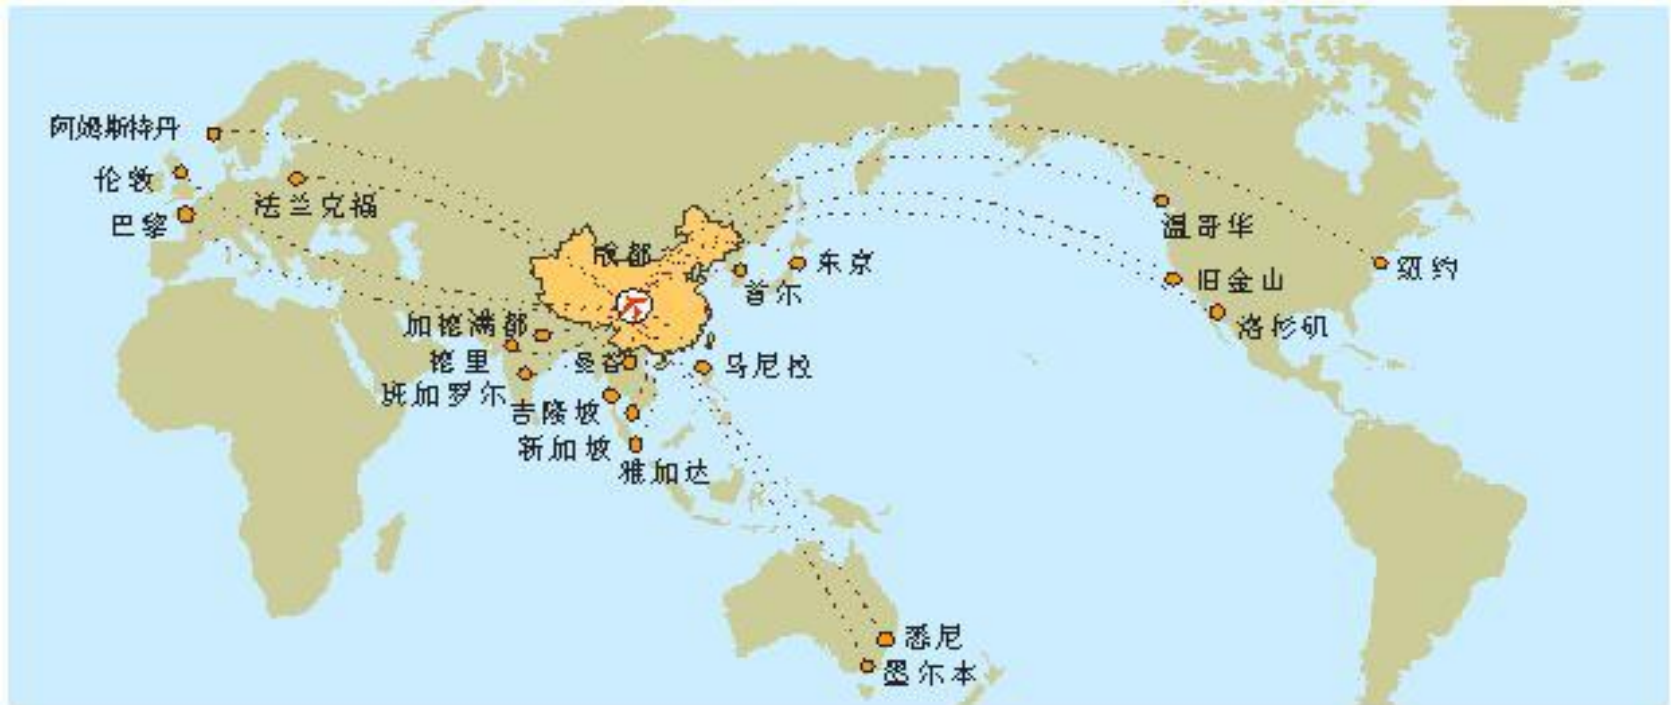 阿姆斯特丹
伦敦
法兰克福
巴黎
成都
东京
首尔
温哥华
纽约
旧金山
洛杉矶
加德满都
德里
曼谷
马尼拉
班加罗尔
吉隆坡
新加坡
雅加达
悉尼
墨尔本